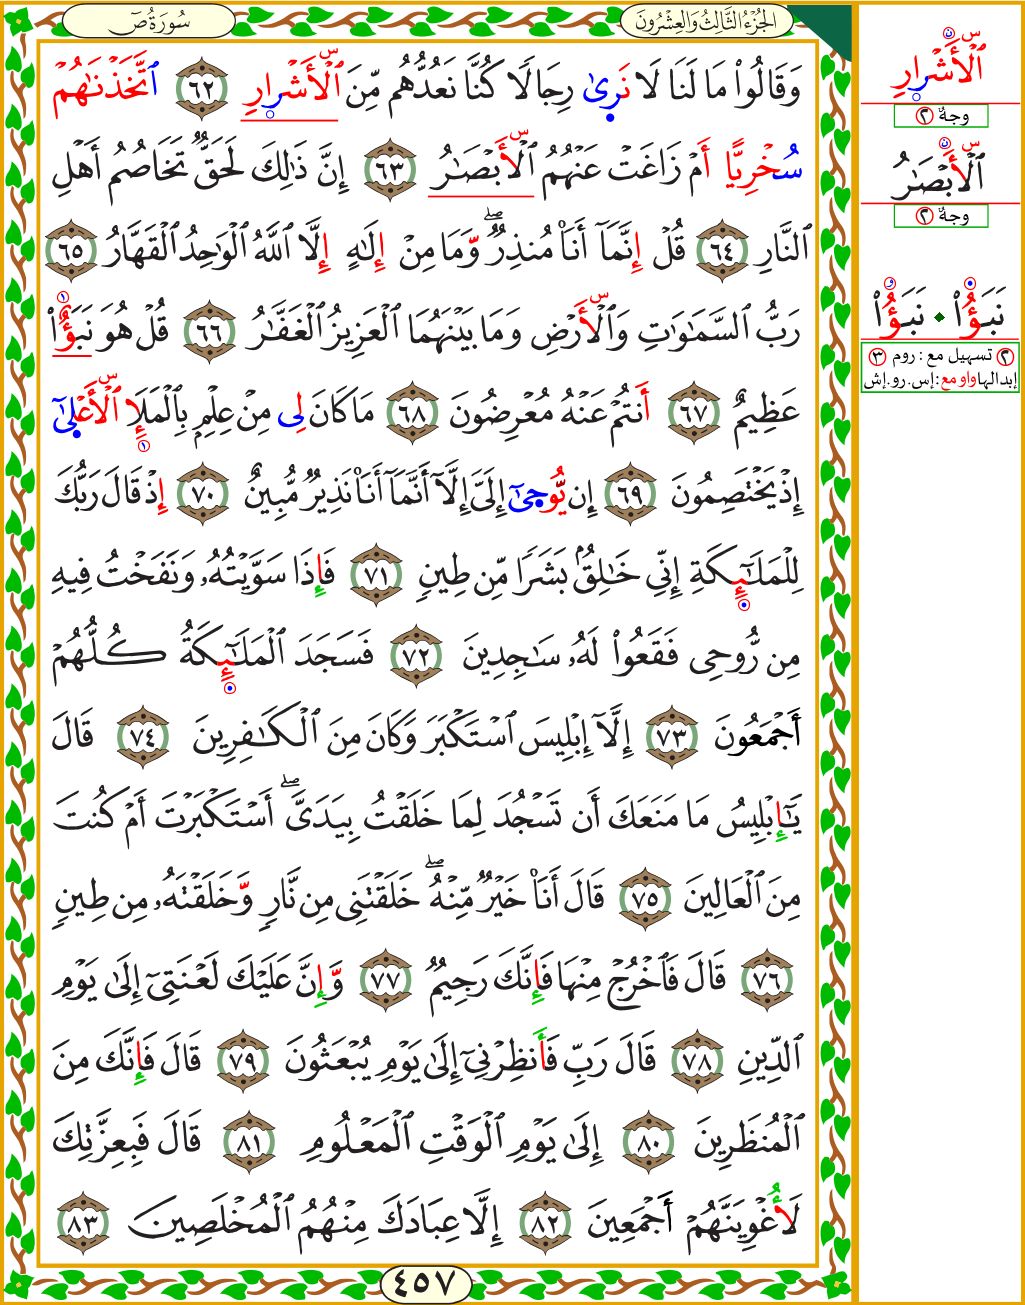 سُورَةُ صٓ
الجُزْءُ الثَّالِثُ وَالعِشْرُونَ
وَقَالُوا۟ مَا لَنَا لَا نَرَىٰ رِجَالًا كُنَّا نَعُدُّهُم مِّنَ ٱلْأَشْرَارِ ٦٢ ٱتَّخَذْنَٰهُمْ
سُخْرِيًّا أَمْ زَاغَتْ عَنْهُمُ ٱلْأَبْصَٰرُ ٦٣ إِنَّ ذَٰلِكَ لَحَقٌّ تَخَاصُمُ أَهْلِ
ٱلنَّارِ ٦٤ قُلْ إِنَّمَآ أَنَا۠ مُنذِرٌ ۖ وَّمَا مِنْ إِلَٰهٍ إِلَّا ٱللَّهُ ٱلْوَٰحِدُ ٱلْقَهَّارُ ٦٥
رَبُّ ٱلسَّمَٰوَٰتِ وَٱلْأَرْضِ وَمَا بَيْنَهُمَا ٱلْعَزِيزُ ٱلْغَفَّٰرُ ٦٦ قُلْ هُوَ نَبَؤٌا۟
عَظِيمٌ ٦٧ أَنتُمْ عَنْهُ مُعْرِضُونَ ٦٨ مَا كَانَ لِى مِنْ عِلْمٍ بِٱلْمَلَإِ ٱلْأَعْلَىٰٓ
إِذْ يَخْتَصِمُونَ ٦٩ إِن يُّوحَىٰٓ إِلَىَّ إِلَّآ أَنَّمَآ أَنَا۠ نَذِيرٌ مُّبِينٌ ٧٠ إِذْ قَالَ رَبُّكَ
لِلْمَلَٰٓئِكَةِ إِنِّى خَٰلِقٌۢ بَشَرًا مِّن طِينٍ ٧١ فَإِذَا سَوَّيْتُهُۥ وَنَفَخْتُ فِيهِ
مِن رُّوحِى فَقَعُوا۟ لَهُۥ سَٰجِدِينَ ٧٢ فَسَجَدَ ٱلْمَلَٰٓئِكَةُ كُلُّهُمْ
أَجْمَعُونَ ٧٣ إِلَّآ إِبْلِيسَ ٱسْتَكْبَرَ وَكَانَ مِنَ ٱلْكَٰفِرِينَ ٧٤ قَالَ
يَٰٓإِبْلِيسُ مَا مَنَعَكَ أَن تَسْجُدَ لِمَا خَلَقْتُ بِيَدَىَّ ۖ أَسْتَكْبَرْتَ أَمْ كُنتَ
مِنَ ٱلْعَالِينَ ٧٥ قَالَ أَنَا۠ خَيْرٌ مِّنْهُ ۖ خَلَقْتَنِى مِن نَّارٍ وَّخَلَقْتَهُۥ مِن طِينٍ
٧٦ قَالَ فَٱخْرُجْ مِنْهَا فَإِنَّكَ رَجِيمٌ ٧٧ وَّإِنَّ عَلَيْكَ لَعْنَتِىٓ إِلَىٰ يَوْمِ
ٱلدِّينِ ٧٨ قَالَ رَبِّ فَأَنظِرْنِىٓ إِلَىٰ يَوْمِ يُبْعَثُونَ ٧٩ قَالَ فَإِنَّكَ مِنَ
ٱلْمُنظَرِينَ ٨٠ إِلَىٰ يَوْمِ ٱلْوَقْتِ ٱلْمَعْلُومِ ٨١ قَالَ فَبِعِزَّتِكَ
لَأُغْوِيَنَّهُمْ أَجْمَعِينَ ٨٢ إِلَّا عِبَادَكَ مِنْهُمُ ٱلْمُخْلَصِينَ ٨٣
٤٥٧
س ن
ٱلْأَشْرَارِ
٢ وجهٌ
س ن
ٱلْأَبْصَٰرُ
٢ وجهٌ
نَبَؤُا۟ ۰ نَبَؤُا۟
٢ تسهيل مع : روم ٣
إبدالها واو مع : إس . رو . إش